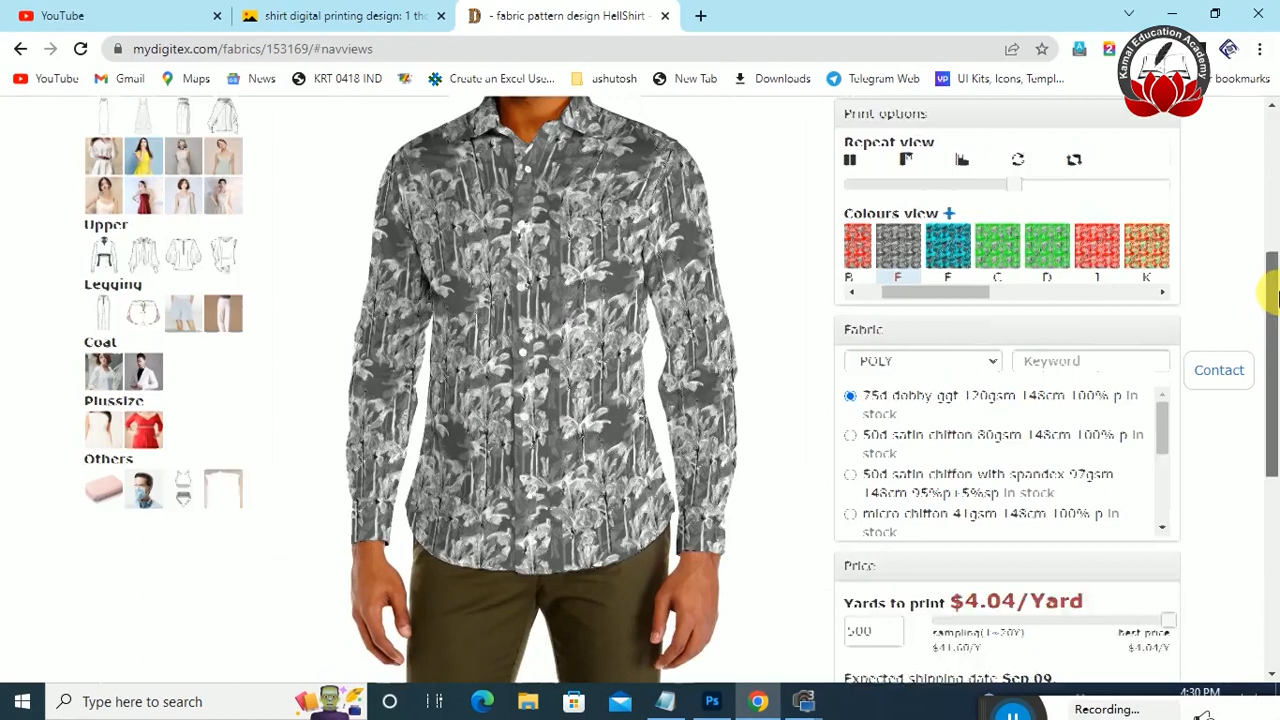 YouTube
shirt digital printing design: 1 tho
- fabric pattern design HellShirt -
mydigitex.com/fabrics/153169/#navviews
YouTube
Gmail
Maps
News
KRT 0418 IND
Create an Excel Use...
ashutosh
New Tab
Downloads
Telegram Web
UI Kits, Icons, Templ...
bookmarks
Kamal Education Academy
Upper
Legging
Coat
Plussize
Others
Print options
Repeat view
Colours view +
B F F C D J K
Fabric
POLY
Keyword
75d dobby ggt 120gsm 148cm 100% p In
stock
50d satin chiffon 80gsm 148cm 100% p In
stock
50d satin chiffon with spandex 97gsm
148cm 95%p+5%sp In stock
micro chiffon 41gsm 148cm 100% p In
stock
Contact
Price
Yards to print $4.04/Yard
500
sampling(1~20Y) best price
$4.04/Y
Expected shipping date Sep 09,
Type here to search
4:30 PM
Recording...